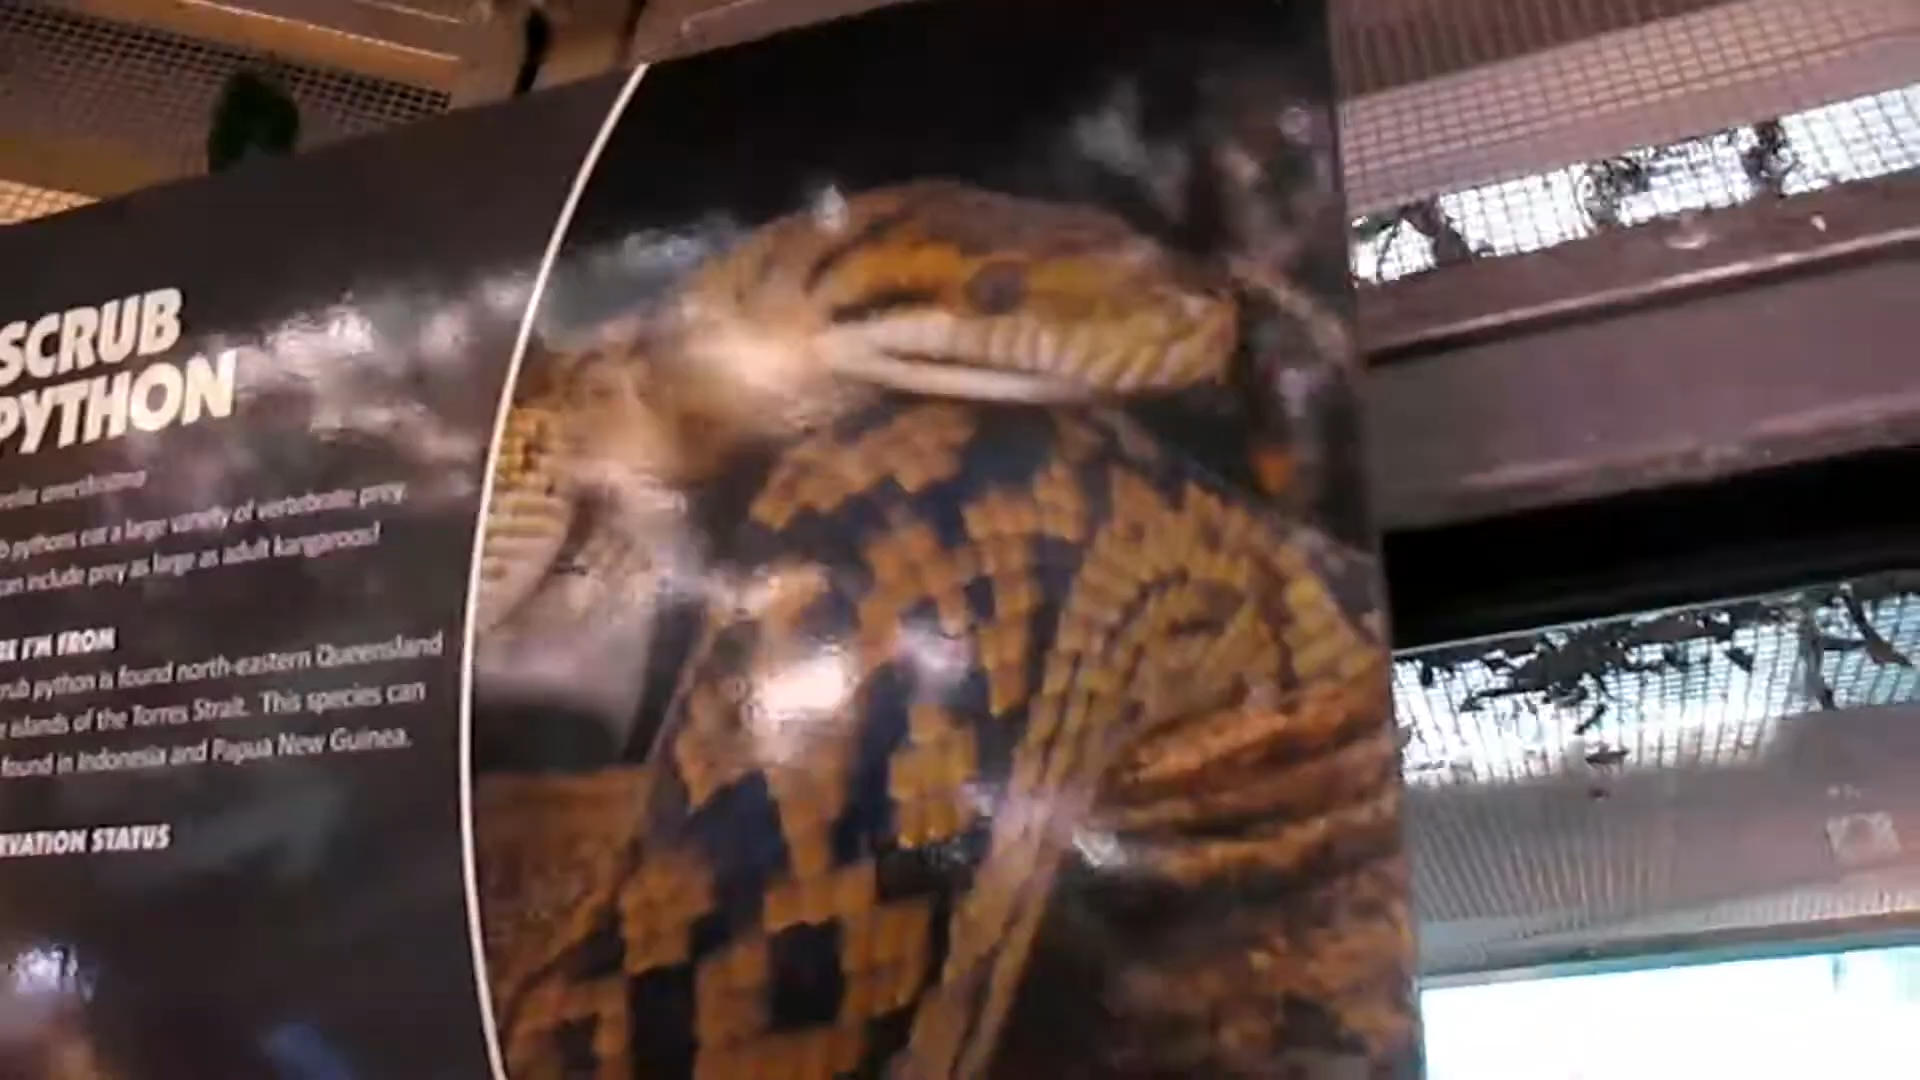 SCRUB
PYTHON
pythons eat a large variety of vertebrate prey.
can include prey as large as adult kangaroos!
I'M FROM
python is found north-eastern Queensland
islands of the Torres Strait. This species can
found in Indonesia and Papua New Guinea.
RVATION STATUS